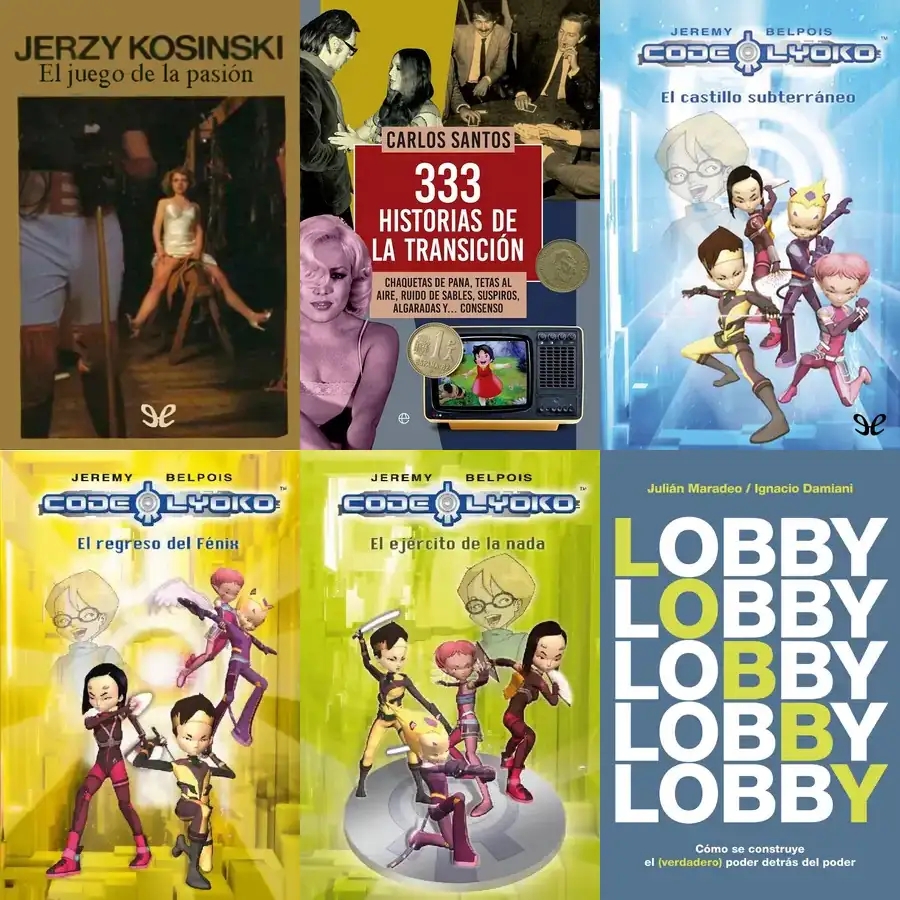 JERZY KOSINSKI
El juego de la pasión
CARLOS SANTOS
333
HISTORIAS DE
LA TRANSICIÓN
CHAQUETAS DE PANA, TETAS AL
AIRE, RUIDO DE SABLES, SUSPIROS,
ALGARADAS Y... CONSENSO
JEREMY BELPOIS
CODE LYOKO™
El castillo subterráneo
JEREMY BELPOIS
CODE LYOKO™
El regreso del Fénix
JEREMY BELPOIS
CODE LYOKO™
El ejército de la nada
Julián Maradeo / Ignacio Damiani
LOBBY
LOBBY
LOBBY
LOBBY
LOBBY
Cómo se construye
el (verdadero) poder detrás del poder